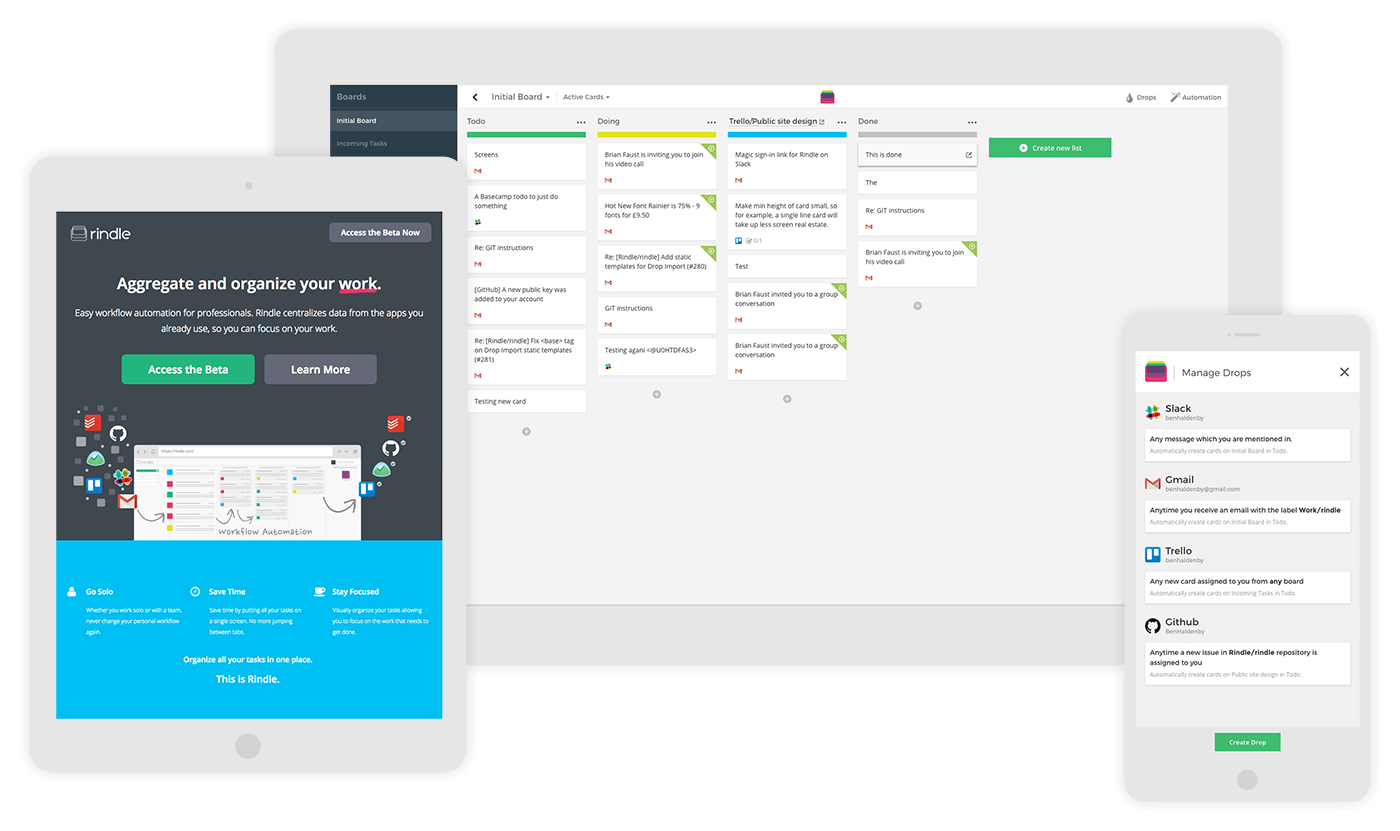 Boards
Initial Board
Incoming Tasks
Initial Board
Active Cards
Drops
Automation
Todo
Screens
A Basecamp todo to just do
something
Re: GIT instructions
[GitHub] A new public key was
added to your account
Re: [Rindle/rindle] Fix <base> tag
on Drop Import static templates
(#281)
Testing new card
Doing
Brian Faust is inviting you to join
his video call
Hot New Font Rainier is 75% - 9
fonts for £9.50
Re: [Rindle/rindle] Add static
templates for Drop Import (#280)
GIT instructions
Testing agani <@U0HTDFAS3>
Trello/Public site design
Magic sign-in link for Rindle on
Slack
Make min height of card small, so
for example, a single line card will
take up less screen real estate.
0/1
Test
Brian Faust invited you to a group
conversation
Brian Faust invited you to a group
conversation
Done
This is done
The
Re: GIT instructions
Brian Faust is inviting you to join
his video call
Create new list
rindle
Access the Beta Now
Aggregate and organize your work.
Easy workflow automation for professionals. Rindle centralizes data from the apps you
already use, so you can focus on your work.
Access the Beta
Learn More
https://rindle.com
Workflow Automation
Go Solo
Whether you work solo or with a team,
never change your personal workflow
again.
Save Time
Save time by putting all your tasks on
a single screen. No more jumping
between tabs.
Stay Focused
Visually organize your tasks allowing
you to focus on the work that needs to
get done.
Organize all your tasks in one place.
This is Rindle.
Manage Drops
Slack
benhaldenby
Any message which you are mentioned in.
Automatically create cards on Initial Board in Todo.
Gmail
benhaldenby@gmail.com
Anytime you receive an email with the label Work/rindle
Automatically create cards on Initial Board in Todo.
Trello
benhaldenby
Any new card assigned to you from any board
Automatically create cards on Incoming Tasks in Todo.
Github
BenHaldenby
Anytime a new issue in Rindle/rindle repository is
assigned to you
Automatically create cards on Public site design in Todo.
Create Drop